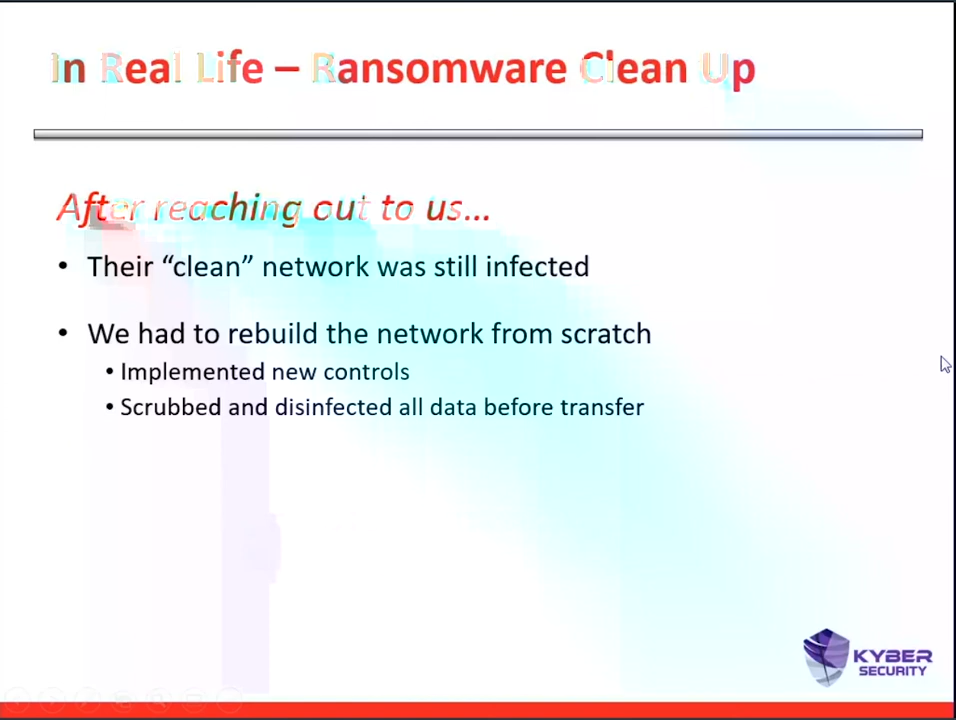 In Real Life – Ransomware Clean Up
After reaching out to us...
• Their “clean” network was still infected
• We had to rebuild the network from scratch
• Implemented new controls
• Scrubbed and disinfected all data before transfer
KYBER
SECURITY